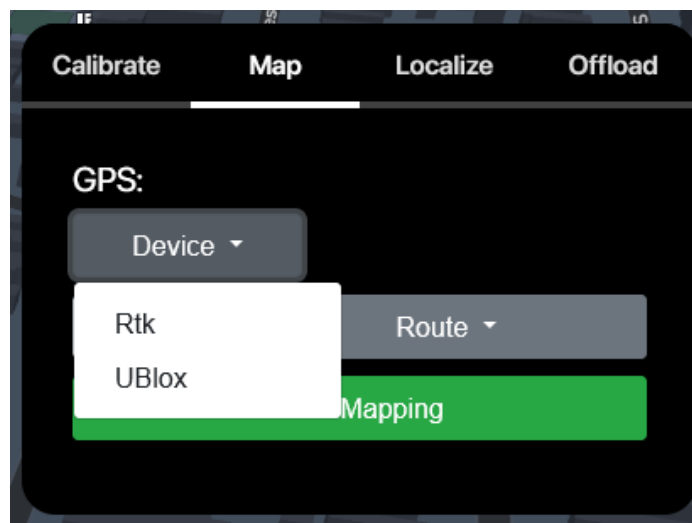 Calibrate Map Localize Offload
GPS:
Device
Rtk
Route
UBlox
Mapping